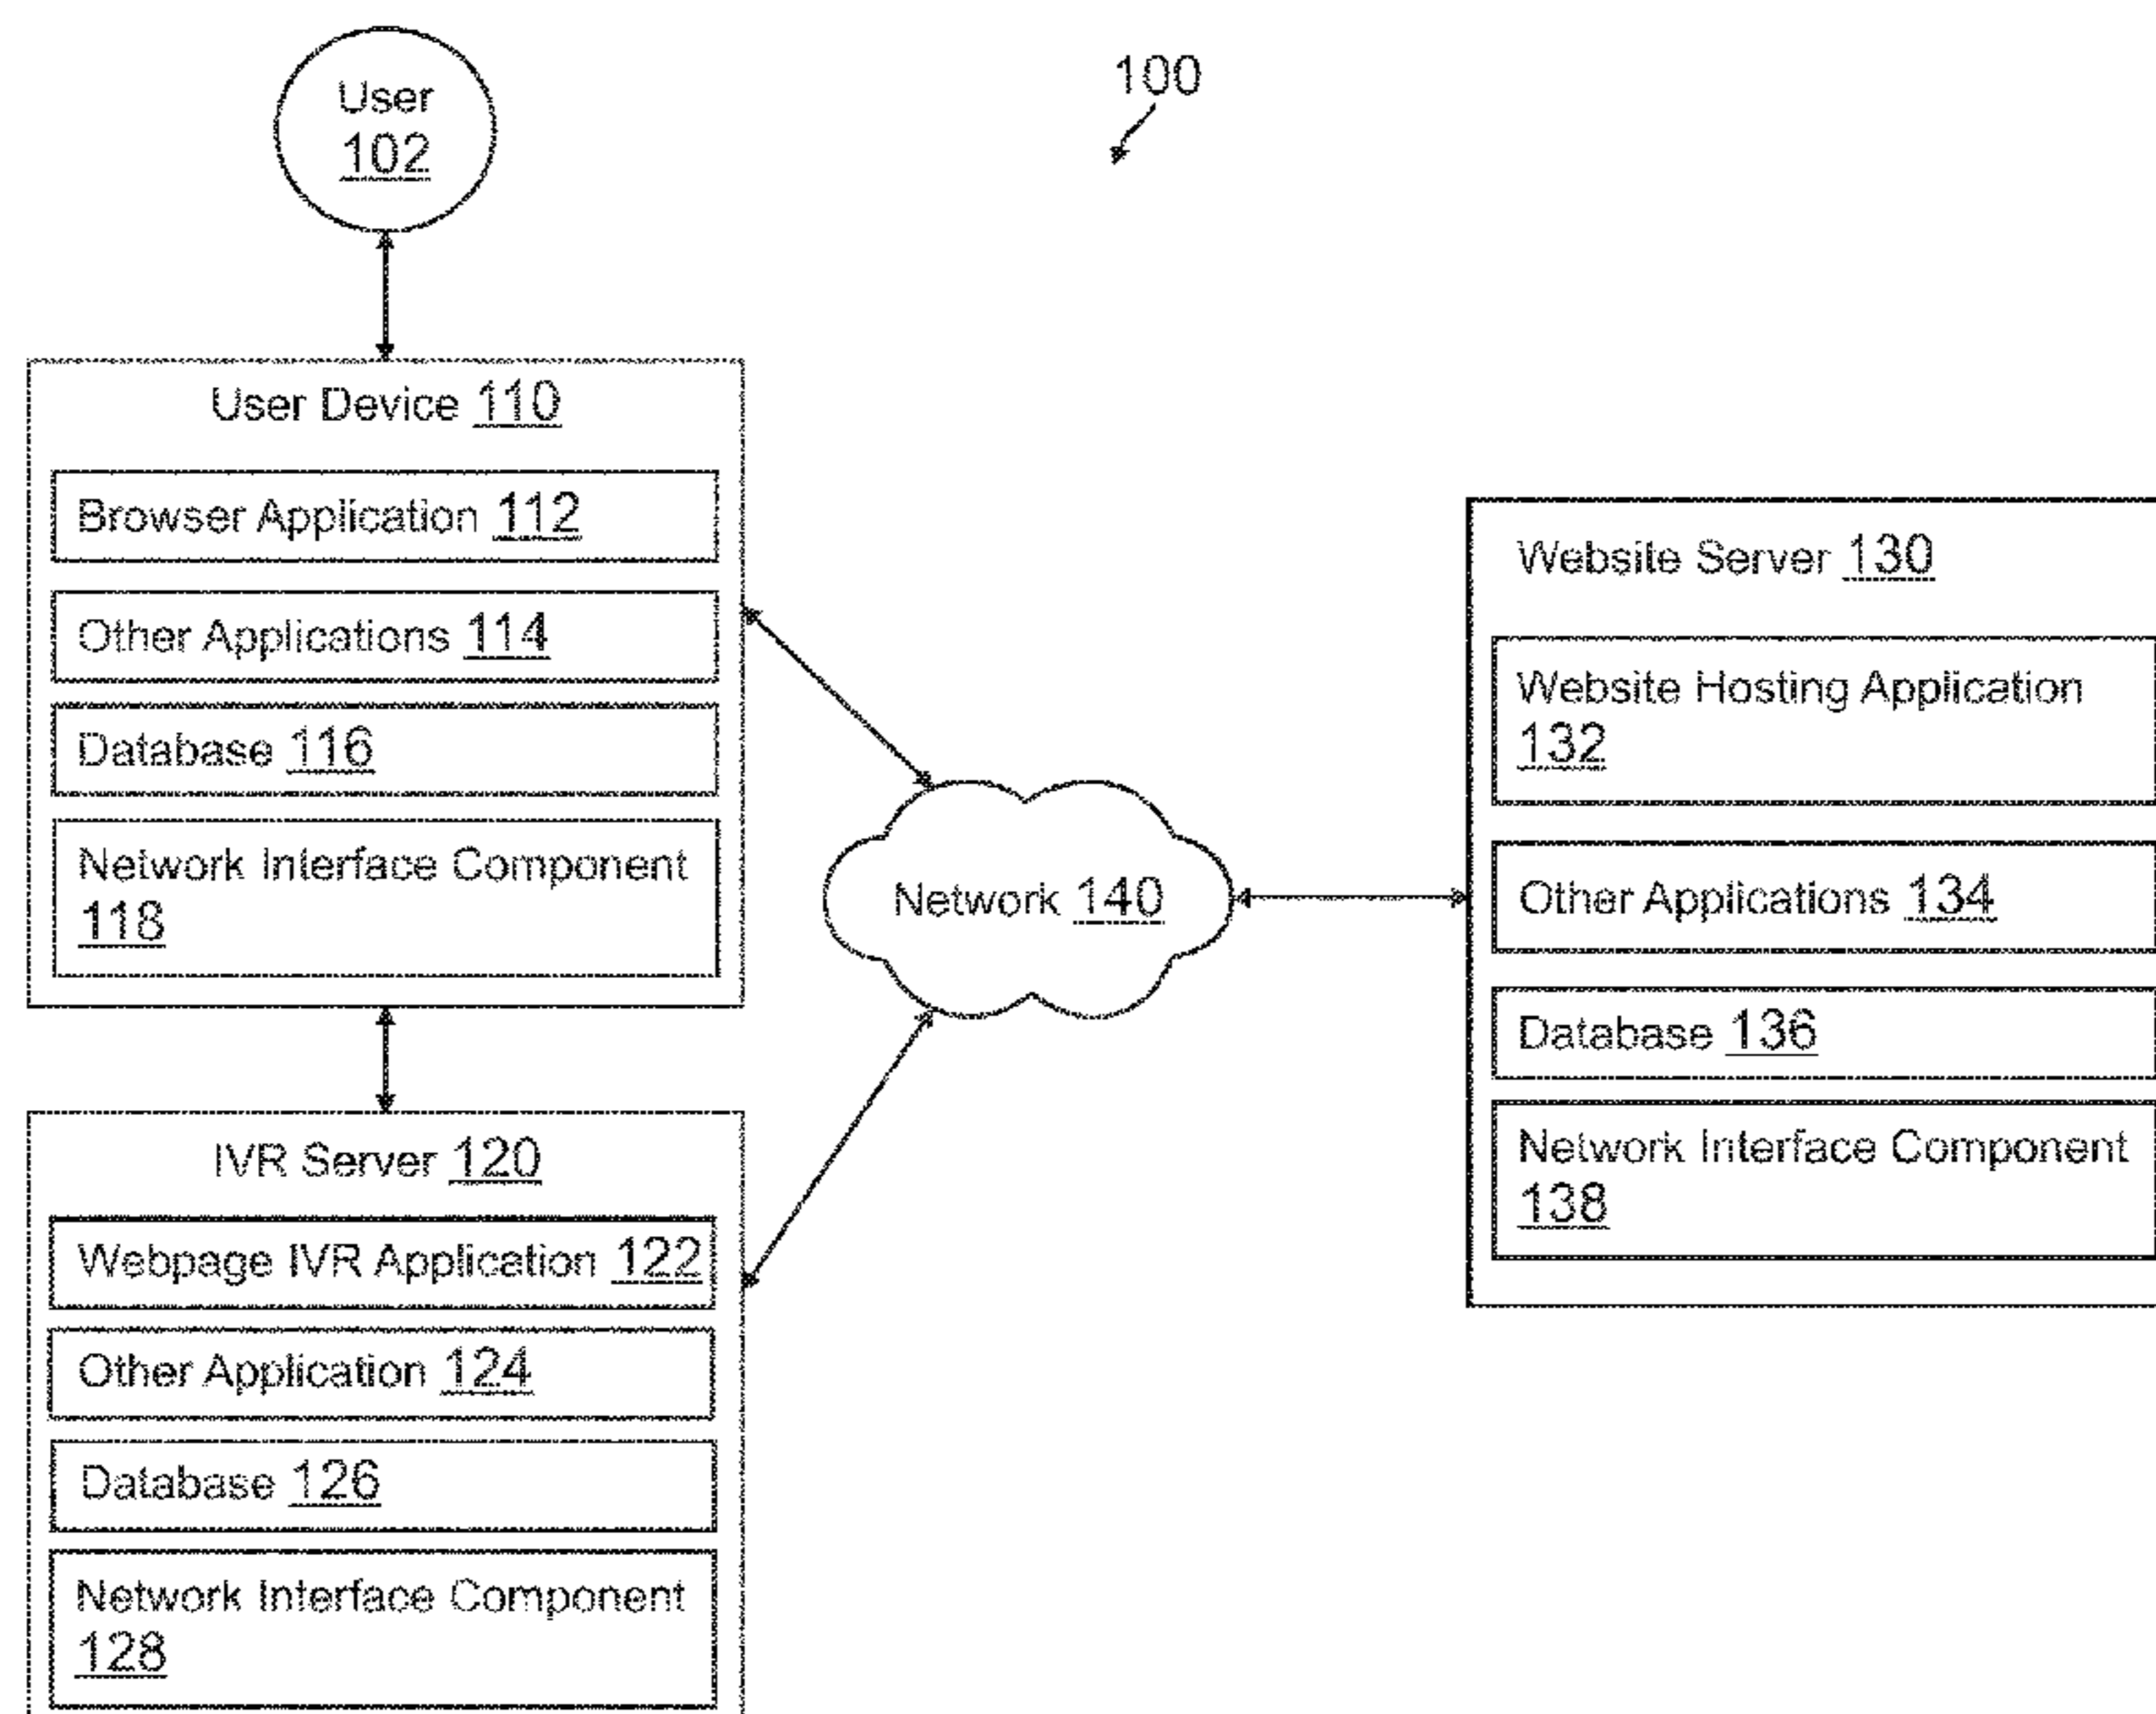 100
User
102
User Device 110
Browser Application 112
Other Applications 114
Database 116
Network Interface Component
118
IVR Server 120
Webpage IVR Application 122
Other Application 124
Database 126
Network Interface Component
128
Network 140
Website Server 130
Website Hosting Application
132
Other Applications 134
Database 136
Network Interface Component
138